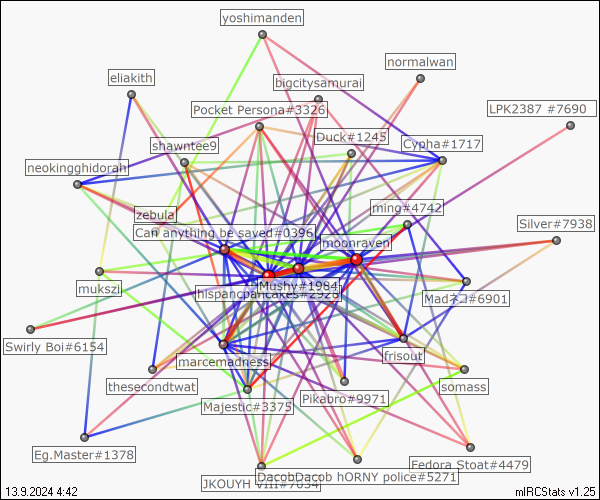 yoshimanden
normalwan
eliakith
bigcitysamurai
Pocket Persona#3326
LPK2387 #7690
Duck#1245
shawntee9
Cypha#1717
neokingghidorah
ming#4742
zebula
Silver#7938
Can anything be saved#0396
moonraven
mukszi
Mushy#1984
hispancpancakes#2928
Madネコ#6901
Swirly Boi#6154
marcemadness
frisout
thesecondtwat
somass
Pikabro#9971
Majestic#3375
Eg.Master#1378
Fedora Stoat#4479
DacobDacob hORNY police#5271
JKOUYH VIII#7034
13.9.2024 4:42
mIRCStats v1.25